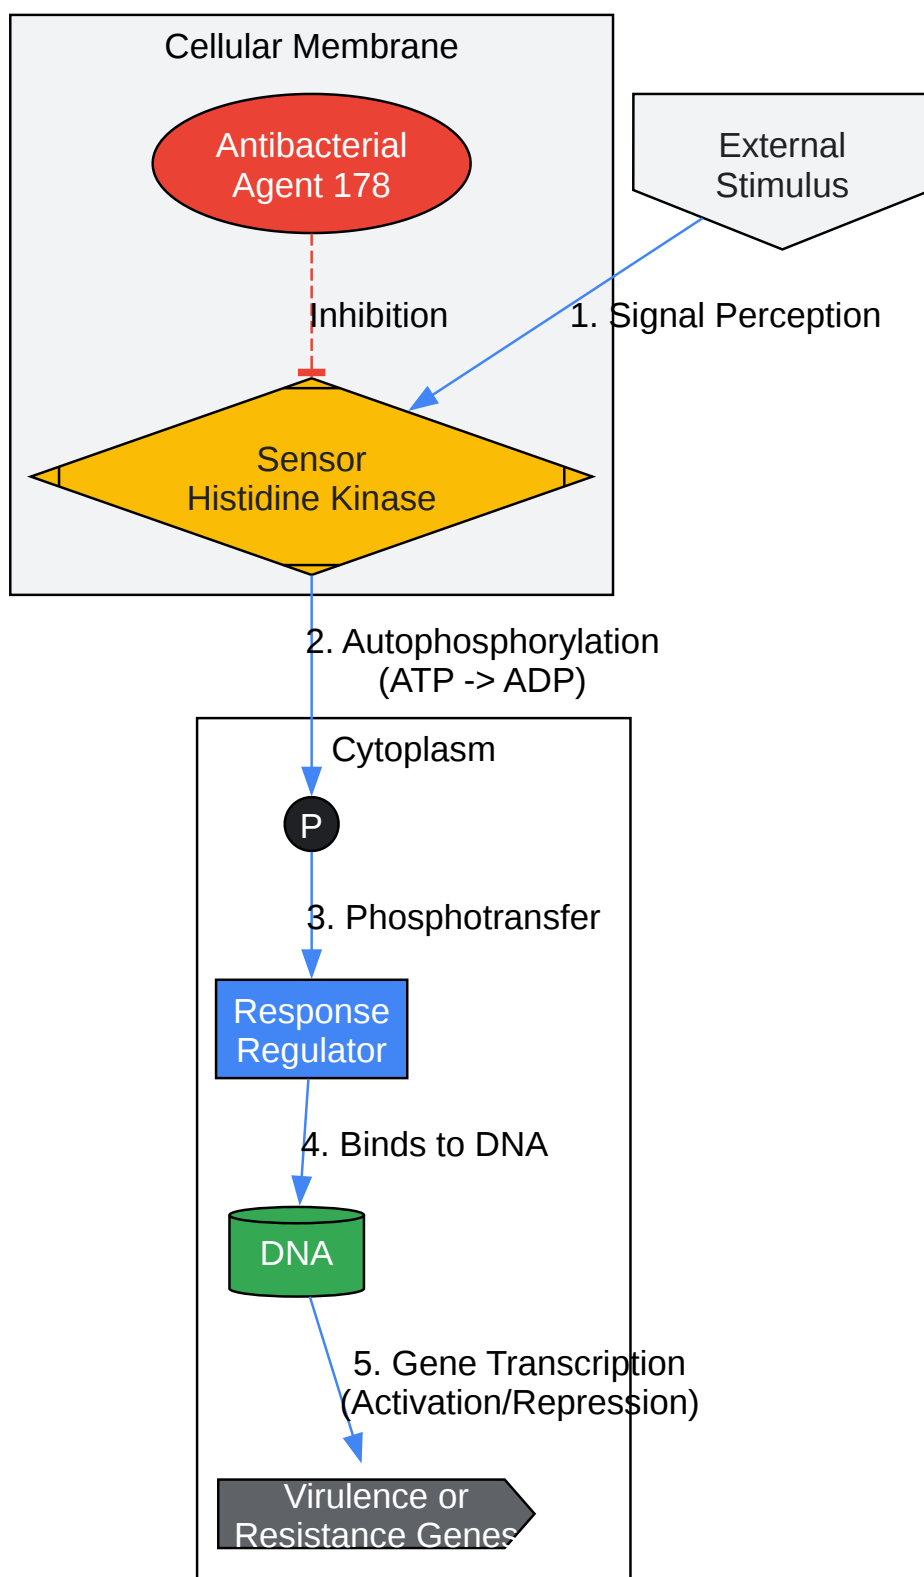 Cellular Membrane
Antibacterial
Agent 178
External
Stimulus
Inhibition
1. Signal Perception
Sensor
Histidine Kinase
2. Autophosphorylation
(ATP -> ADP)
Cytoplasm
P
3. Phosphotransfer
Response
Regulator
4. Binds to DNA
DNA
5. Gene Transcription
(Activation/Repression)
Virulence or
Resistance Genes